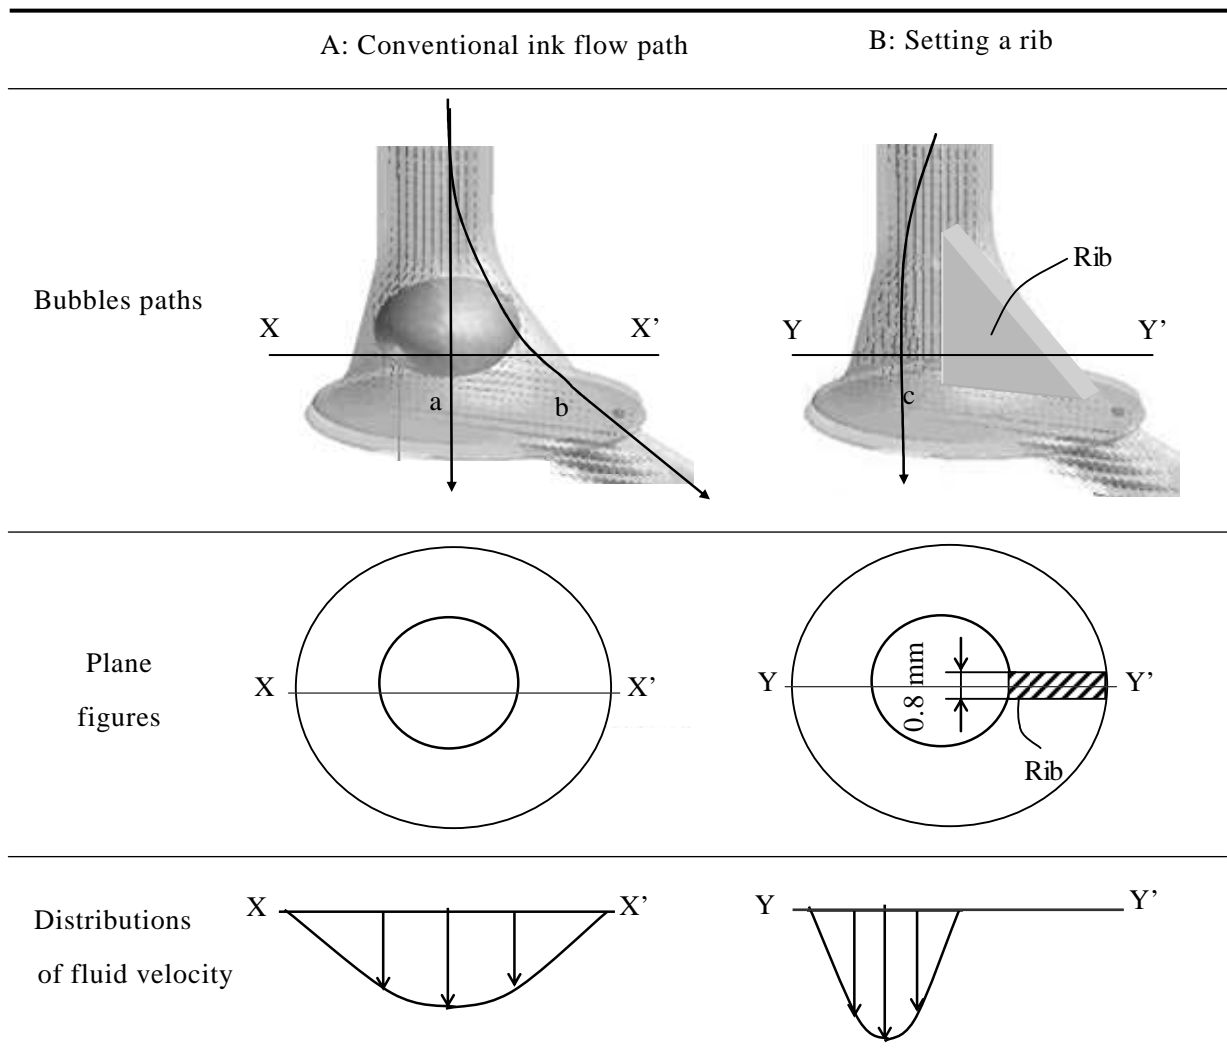 A: Conventional ink flow path
B: Setting a rib
Bubbles paths
X
X’
a
b
Y
Y’
Rib
c
Plane
figures
X
X’
Y
Y’
0.8 mm
Rib
Distributions
of fluid velocity
X
X’
Y
Y’